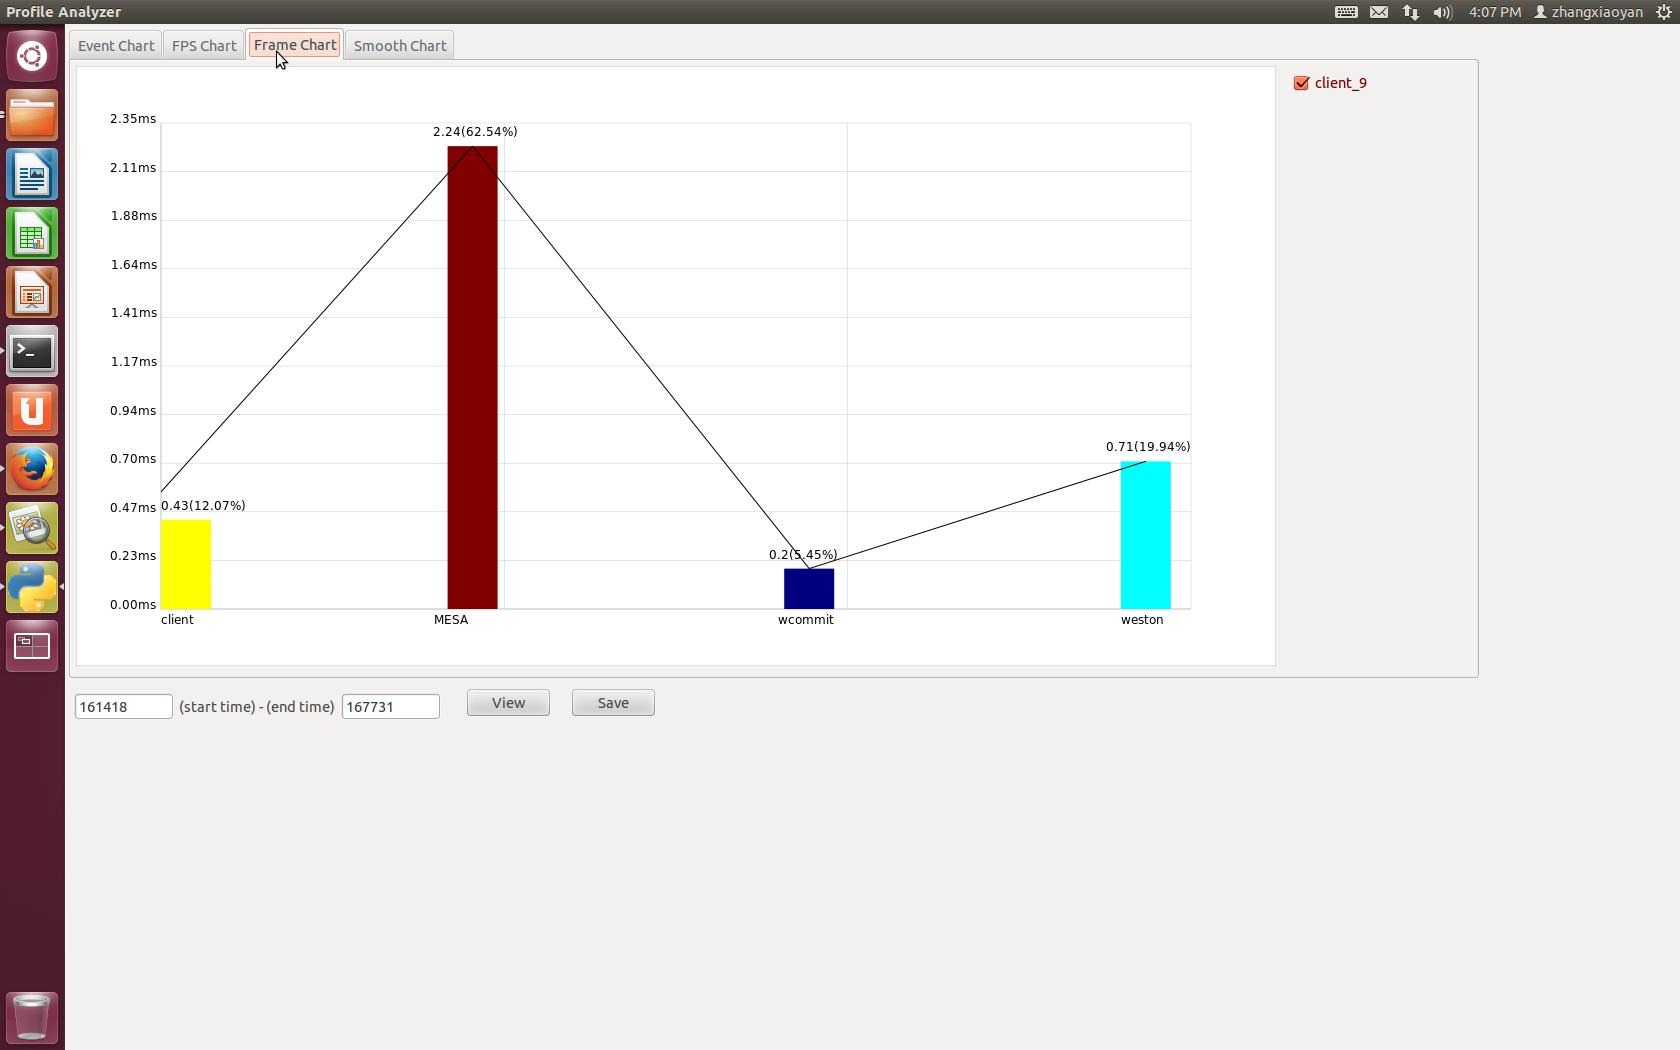 Profile Analyzer
4:07 PM zhangxiaoyan
Event Chart FPS Chart Frame Chart Smooth Chart
client_9
2.35ms
2.24(62.54%)
2.11ms
1.88ms
1.64ms
1.41ms
1.17ms
0.94ms
0.71(19.94%)
0.70ms
0.43(12.07%)
0.47ms
0.2(5.45%)
0.23ms
0.00ms
client MESA wcommit weston
161418 (start time) - (end time) 167731 View Save